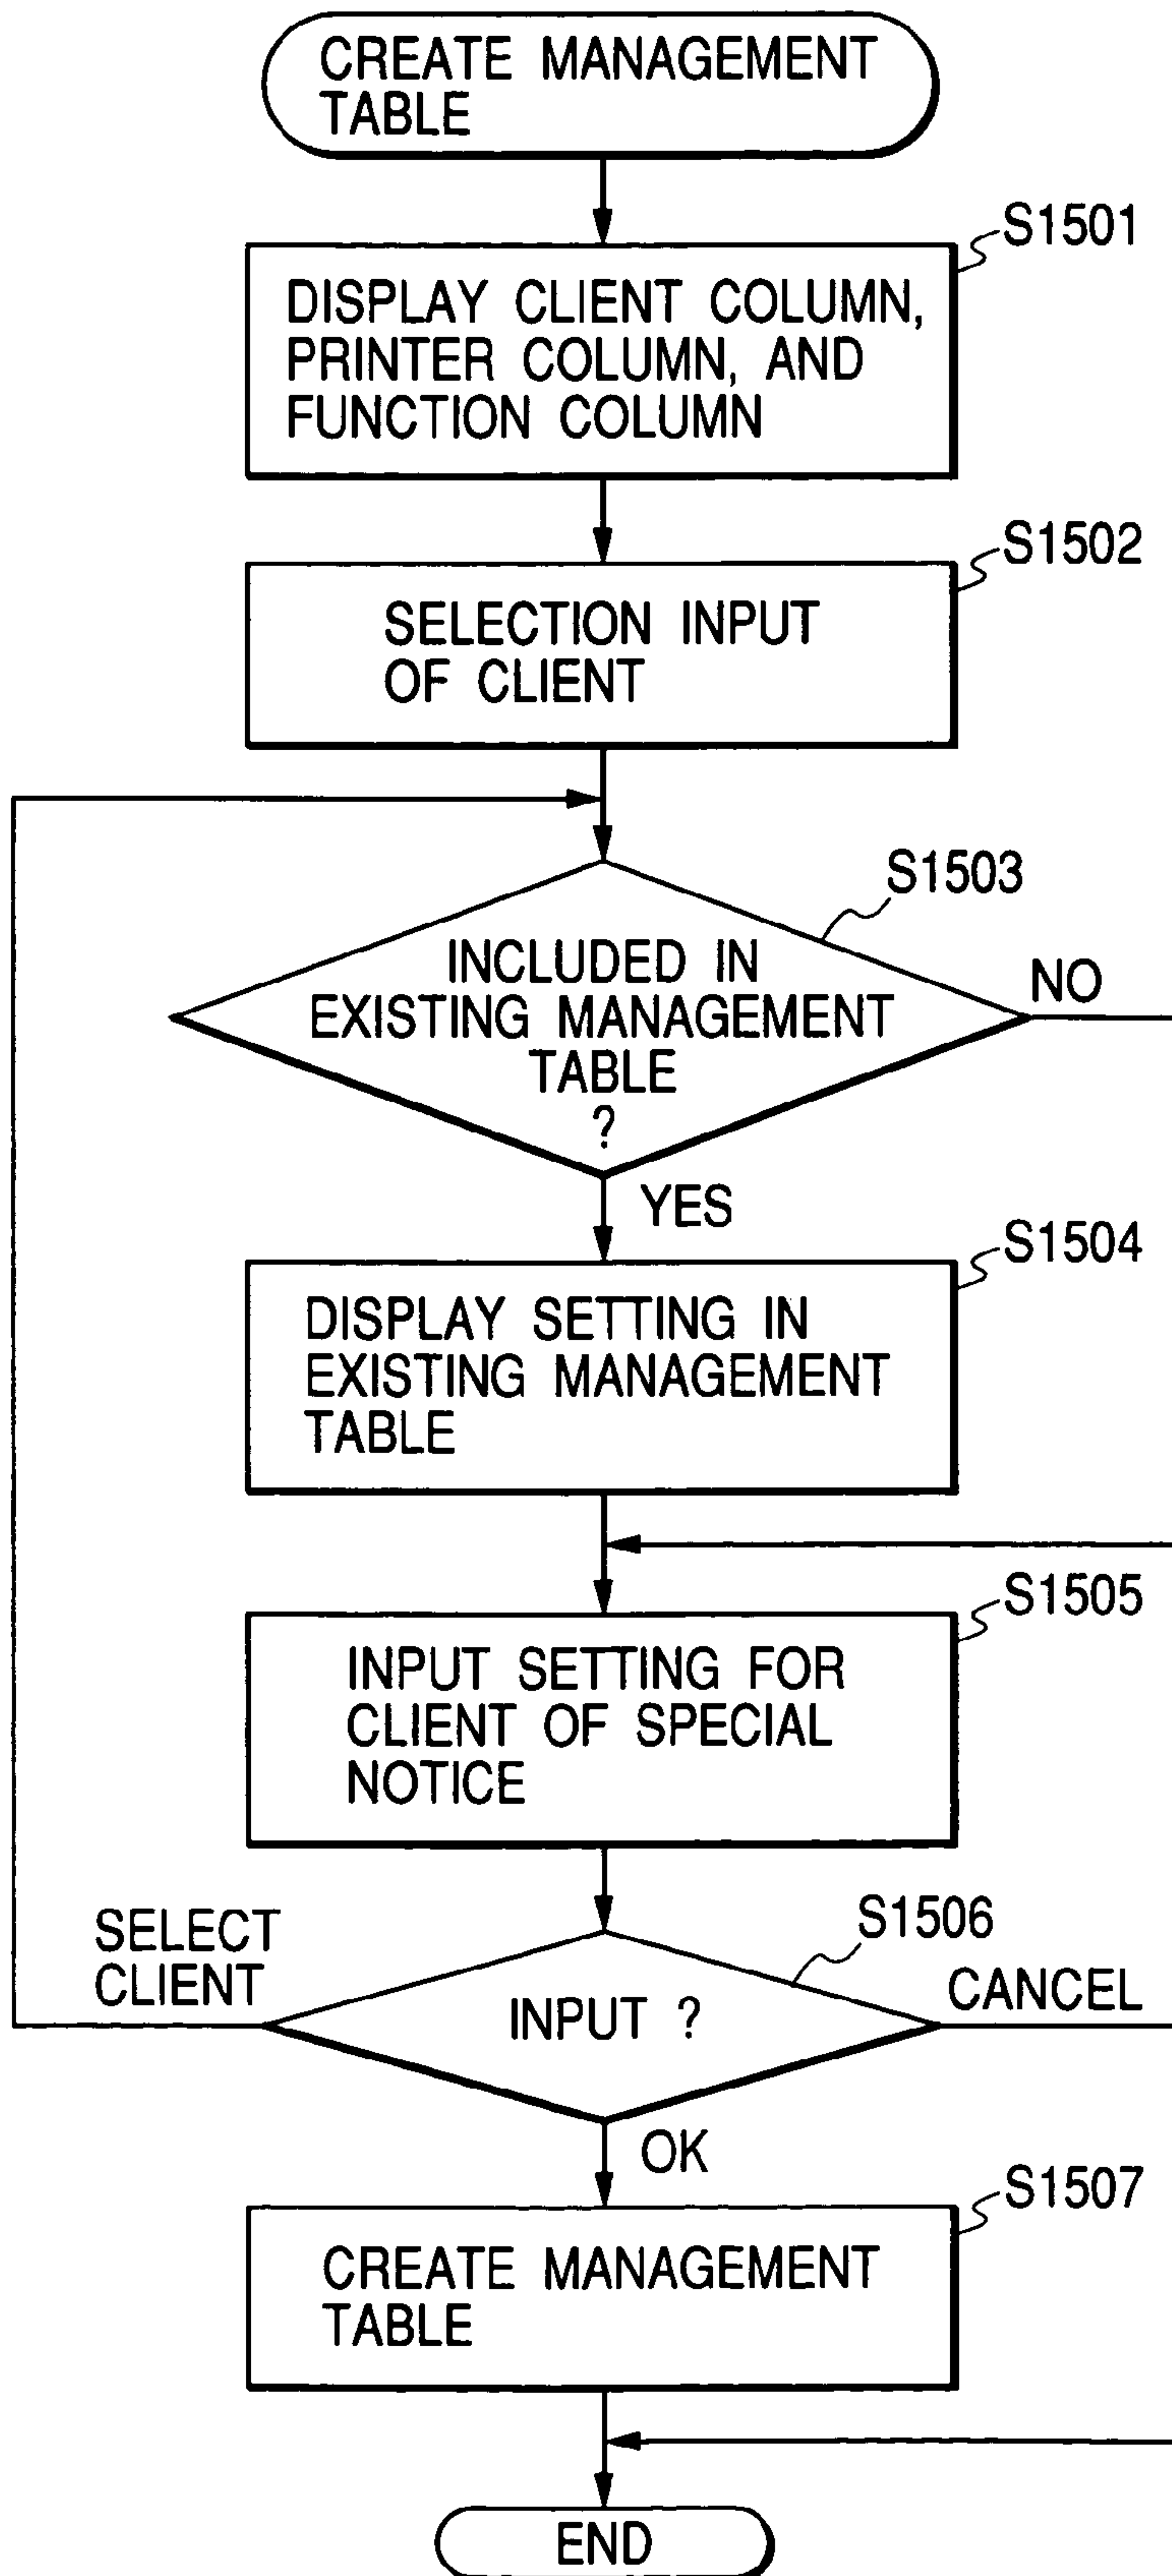 CREATE MANAGEMENT
TABLE
S1501
DISPLAY CLIENT COLUMN,
PRINTER COLUMN, AND
FUNCTION COLUMN
S1502
SELECTION INPUT
OF CLIENT
S1503
INCLUDED IN
EXISTING MANAGEMENT
TABLE
?
NO
YES
S1504
DISPLAY SETTING IN
EXISTING MANAGEMENT
TABLE
S1505
INPUT SETTING FOR
CLIENT OF SPECIAL
NOTICE
S1506
SELECT
CLIENT
INPUT ?
CANCEL
OK
S1507
CREATE MANAGEMENT
TABLE
END